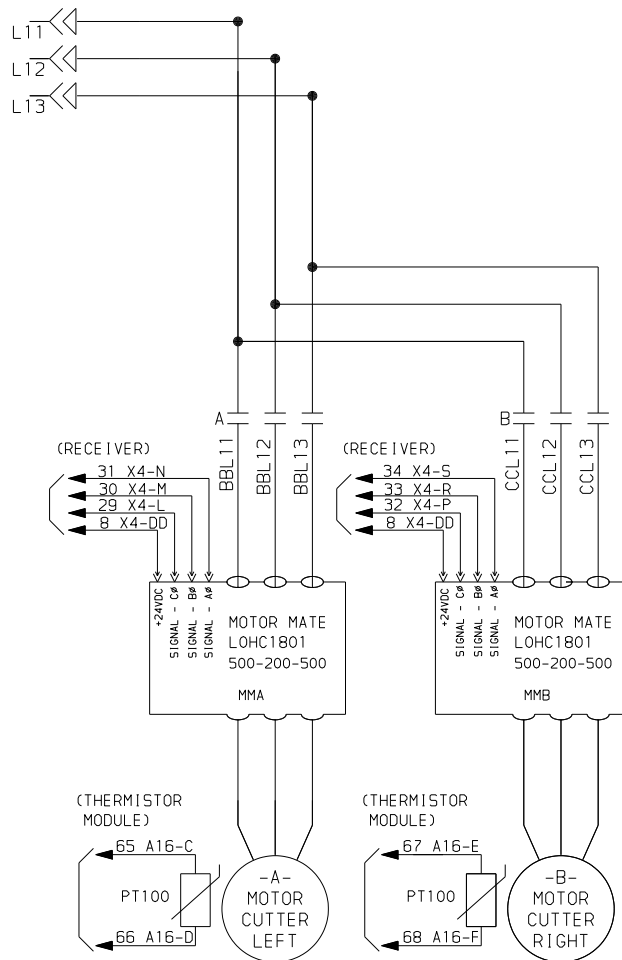 L11
L12
L13
A
B
BBL11
BBL12
BBL13
CCL11
CCL12
CCL13
(RECEIVER)
31 X4-N
30 X4-M
29 X4-L
8 X4-DD
(RECEIVER)
34 X4-S
33 X4-R
32 X4-P
8 X4-DD
+24VDC
SIGNAL - CØ
SIGNAL - BØ
SIGNAL - AØ
MOTOR MATE
LOHC1801
500-200-500
MMA
+24VDC
SIGNAL - CØ
SIGNAL - BØ
SIGNAL - AØ
MOTOR MATE
LOHC1801
500-200-500
MMB
(THERMISTOR
MODULE)
65 A16-C
PT100
66 A16-D
-A-
MOTOR
CUTTER
LEFT
(THERMISTOR
MODULE)
67 A16-E
PT100
68 A16-F
-B-
MOTOR
CUTTER
RIGHT